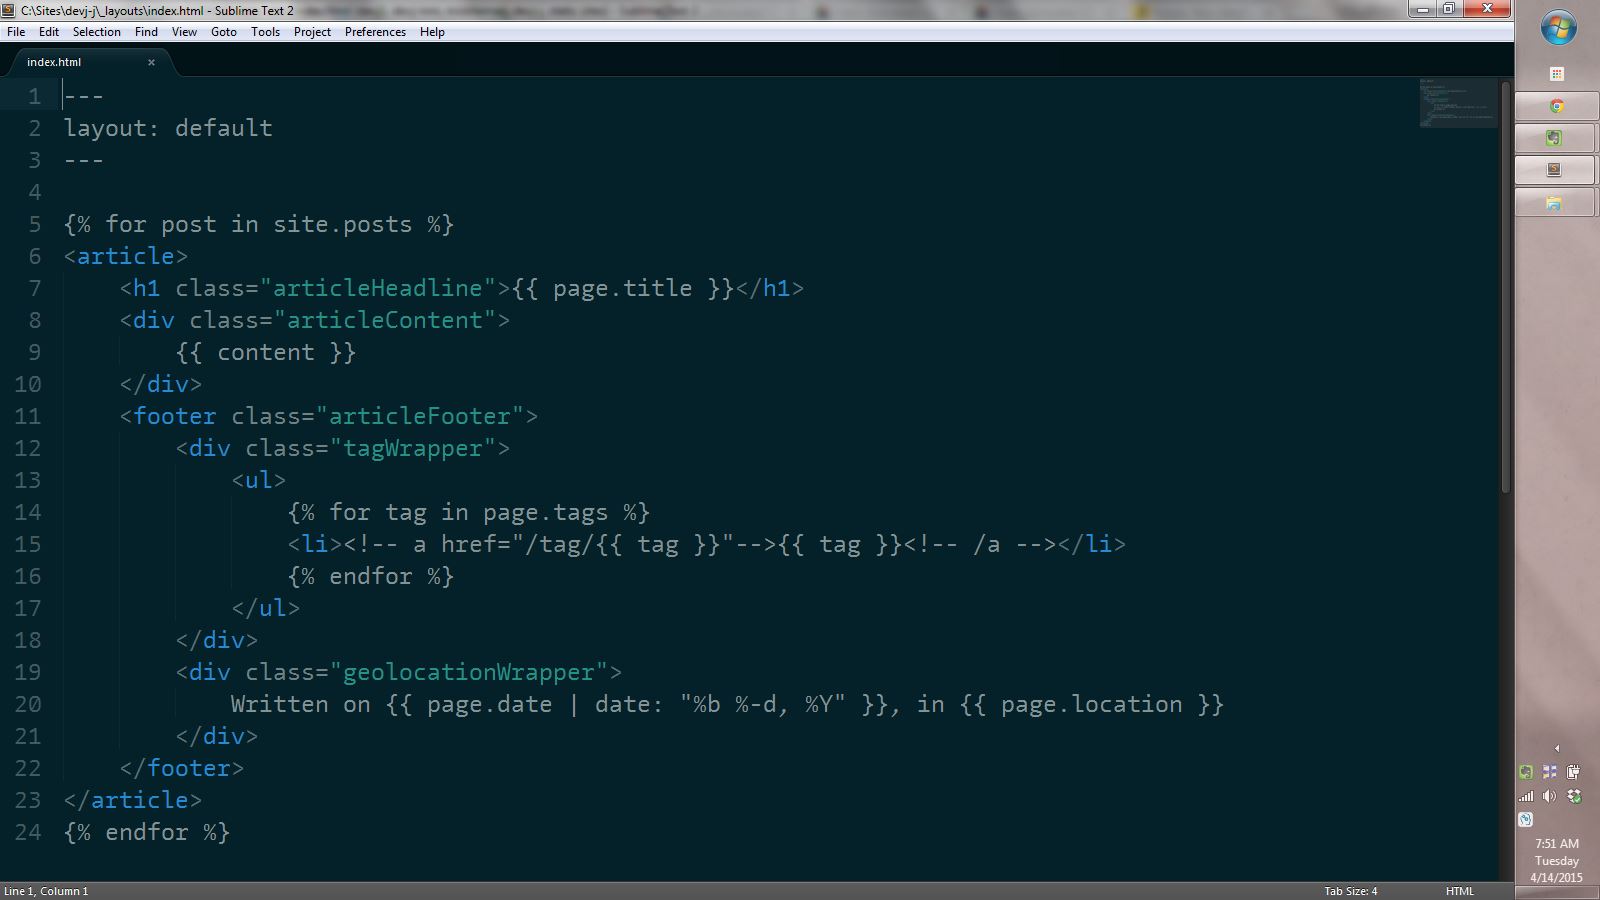 C:\Sites\devj-j\_layouts\index.html - Sublime Text 2
File Edit Selection Find View Goto Tools Project Preferences Help
index.html
1 ---
2 layout: default
3 ---
4
5 {% for post in site.posts %}
6 <article>
7 <h1 class="articleHeadline">{{ page.title }}</h1>
8 <div class="articleContent">
9 {{ content }}
10 </div>
11 <footer class="articleFooter">
12 <div class="tagWrapper">
13 <ul>
14 {% for tag in page.tags %}
15 <li><!-- a href="/tag/{{ tag }}"-->{{ tag }}<!-- /a --></li>
16 {% endfor %}
17 </ul>
18 </div>
19 <div class="geolocationWrapper">
20 Written on {{ page.date | date: "%b %-d, %Y" }}, in {{ page.location }}
21 </div>
22 </footer>
23 </article>
24 {% endfor %}
Line 1, Column 1
Tab Size: 4
HTML
7:51 AM
Tuesday
4/14/2015